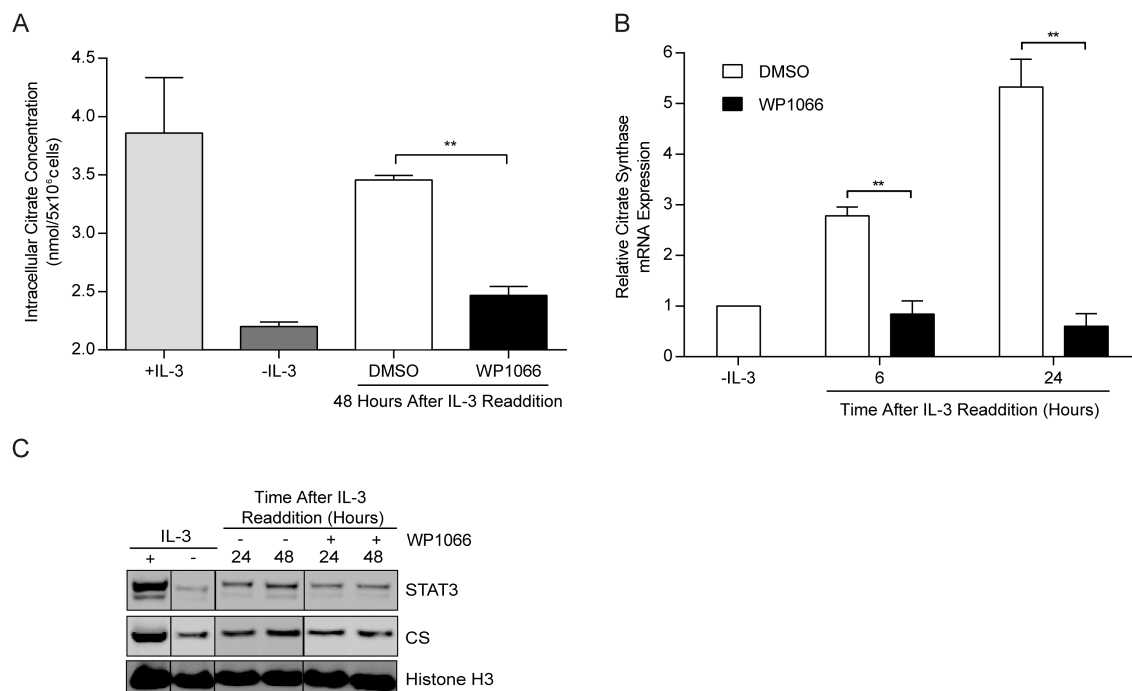 A
Intracellular Citrate Concentration
(nmol/5x10⁶cells)
4.5
4.0
3.5
3.0
2.5
2.0
**
+IL-3
-IL-3
DMSO
WP1066
48 Hours After IL-3 Readdition
B
Relative Citrate Synthase
mRNA Expression
6
5
4
3
2
1
0
DMSO
WP1066
**
**
-IL-3
6
24
Time After IL-3 Readdition (Hours)
C
Time After IL-3
Readdition (Hours)
IL-3
- - + + WP1066
+ - 24 48 24 48
STAT3
CS
Histone H3